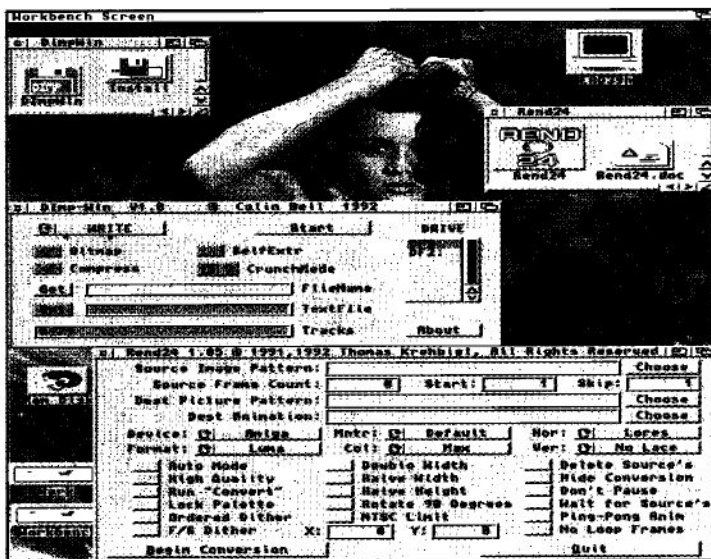 Workbench Screen
DimpWin
DimpWin
Install
Rend24
REND
24
Rend24
Rend24.doc
Dimp-Win V1.0 © Colin Bell 1992
WRITE
Start
DRIVE
Bitmap
SelfExtr
DF2:
Compress
CrunchMode
Get
FileName
TextFile
Tracks
About
Rend24 1.05 © 1991,1992 Thomas Krehbiel, All Rights Reserved
Source Image Pattern:
Choose
Source Frame Count: 0 Start: 1 Skip: 1
Dest Picture Pattern:
Choose
Dest Animation:
Choose
Device: Amiga Mntr: Default Hor: Lores
Format: Luma Col: Max Ver: No Lace
Auto Mode Double Width Delete Source's
High Quality Halve Width Hide Conversion
Run "Convert" Halve Height Don't Pause
Lock Palette Rotate 90 Degrees Wait for Source's
Ordered Dither NTSC Limit Ping-Pong Anim
F/S Dither X: 0 Y: 0 No Loop Frames
Workbench
Begin Conversion Quit